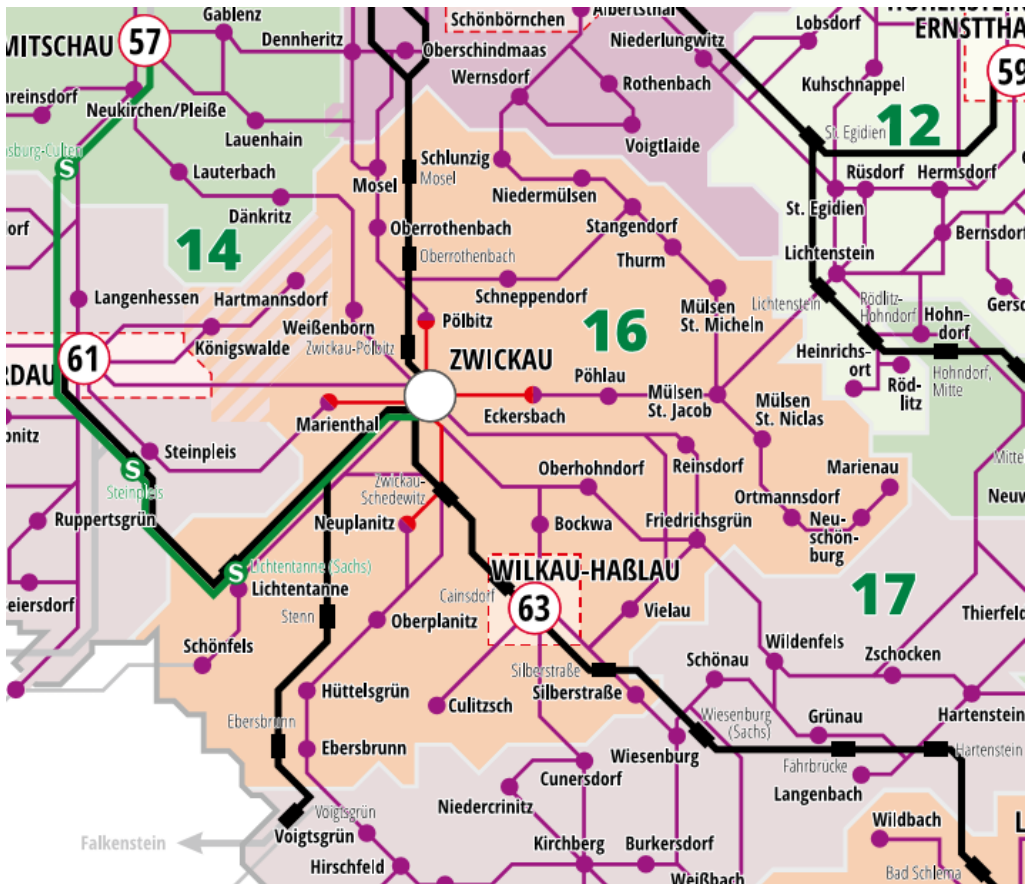 Gablenz
MITSCHAU
57
Dennheritz
Oberschindmaas
Schönbörnchen
Albertsthal
Niederlungwitz
Lobsdorf
ERNSTTHA
59
Neukirchen/Pleiße
Wernsdorf
Rothenbach
Kuhschnappel
12
St. Egidien
Lauenhain
Voigtlaide
Lauterbach
Schlunzig
Mosel
Mosel
Niedermülsen
Rüsdorf
Hermsdorf
Dänkritz
St. Egidien
Oberrothenbach
Stangendorf
Bernsdorf
14
Oberrothenbach
Thurm
Lichtenstein
Langenhessen
Hartmannsdorf
Schneppendorf
Mülsen
St. Micheln
Lichtenstein
Rödlitz-
Hohndorf
Hohn-
dorf
Weißenborn
Pölbitz
16
Zwickau-Pölbitz
Königswalde
61
RDAU
ZWICKAU
Heinrichs-
ort
Röd-
litz
Hohndorf,
Mitte
Pöhlau
Mülsen
St. Jacob
Mülsen
St. Niclas
Marienthal
Eckersbach
Steinpleis
S
S
S
Steinpleis
Zwickau-
Schedewitz
Oberhohndorf
Reinsdorf
Marienau
Mitte
Ruppertsgrün
Neuplanitz
Bockwa
Friedrichsgrün
Ortmannsdorf
Neu-
schön-
burg
Lichtentanne (Sachs)
Lichtentanne
WILKAU-HAẞLAU
63
Cainsdorf
17
Stenn
Oberplanitz
Vielau
Schönfels
Wildenfels
Zschocken
Hüttelsgrün
Culitzsch
Silberstraße
Silberstraße
Schönau
Ebersbrunn
Ebersbrunn
Wiesenburg
(Sachs)
Grünau
Hartenstein
Wiesenburg
Hartenstein
Fährbrücke
Cunersdorf
Langenbach
Niedercrinitz
Voigtsgrün
Voigtsgrün
Wildbach
Falkenstein
Hirschfeld
Kirchberg
Burkersdorf
Weißbach
Bad Schlema